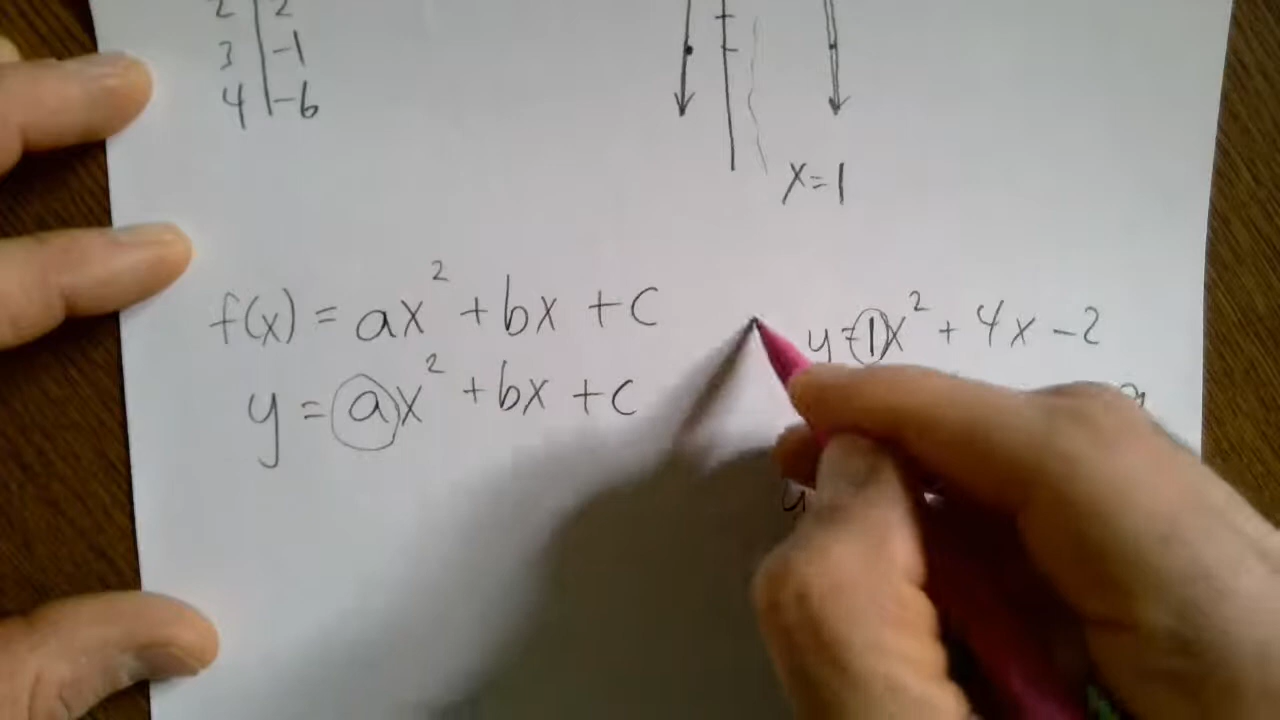 2 | 2
3 | -1
4 | -6
x=1
f(x) = ax² + bx + c
y = ax² + bx + c
y = 1x² + 4x - 2
y